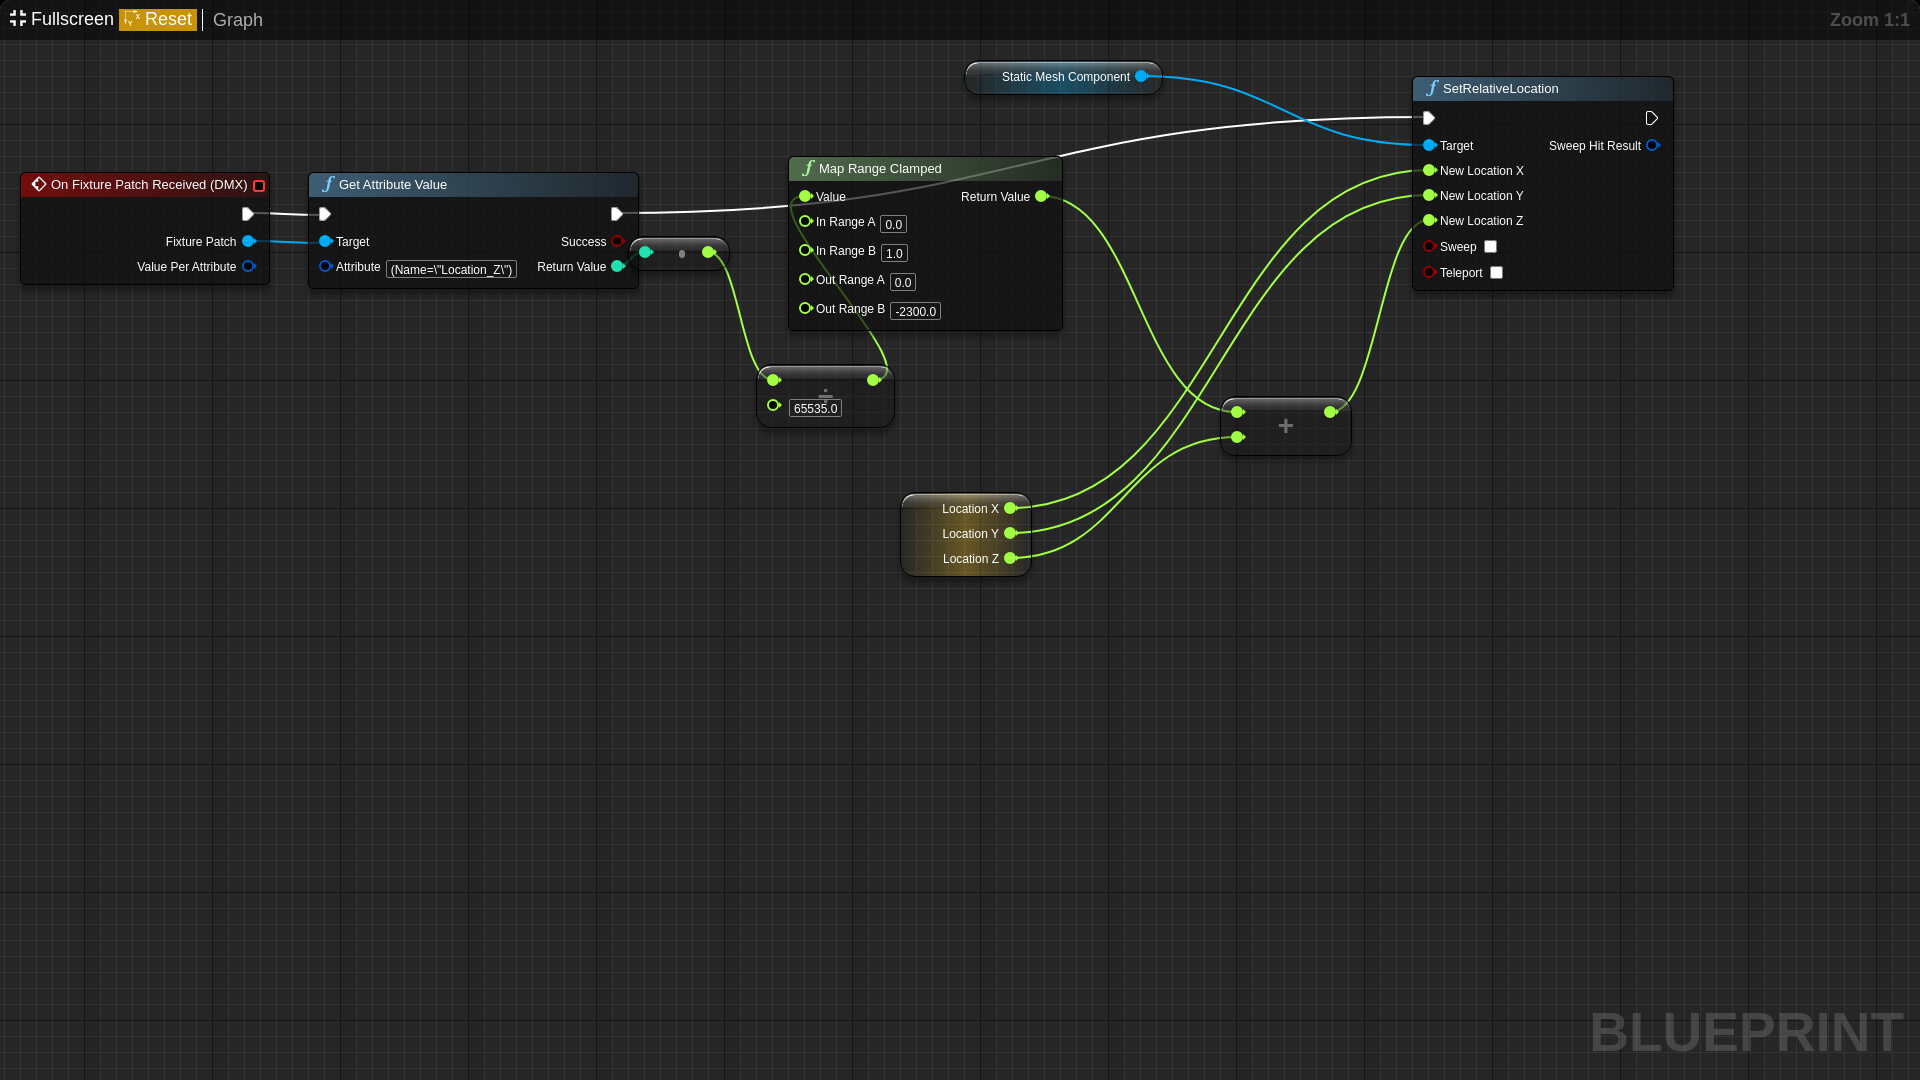 Fullscreen Reset Graph
Zoom 1:1
Static Mesh Component
SetRelativeLocation
Target
Sweep Hit Result
New Location X
New Location Y
New Location Z
Sweep
Teleport
On Fixture Patch Received (DMX)
Fixture Patch
Value Per Attribute
Get Attribute Value
Target
Success
Attribute (Name=\"Location_Z\")
Return Value
Map Range Clamped
Value
Return Value
In Range A 0.0
In Range B 1.0
Out Range A 0.0
Out Range B -2300.0
÷
65535.0
+
Location X
Location Y
Location Z
BLUEPRINT